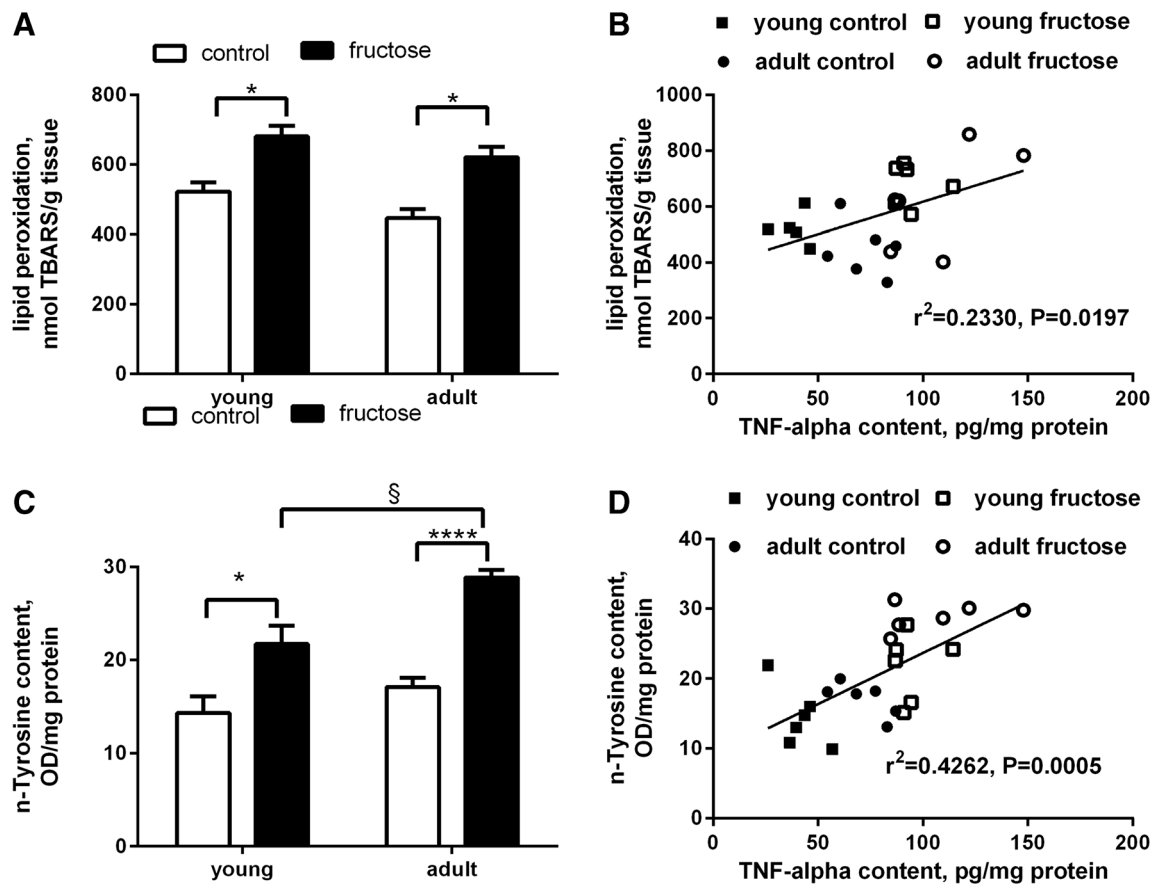 A
control fructose
lipid peroxidation,
nmol TBARS/g tissue
800
600
400
200
0
*
*
young adult
B
young control young fructose
adult control adult fructose
lipid peroxidation,
nmol TBARS/g tissue
1000
800
600
400
200
0
r2=0.2330, P=0.0197
0 50 100 150 200
TNF-alpha content, pg/mg protein
control fructose
C
n-Tyrosine content,
OD/mg protein
30
20
10
0
§
*
****
young adult
D
young control young fructose
adult control adult fructose
n-Tyrosine content,
OD/mg protein
40
30
20
10
0
r2=0.4262, P=0.0005
0 50 100 150 200
TNF-alpha content, pg/mg protein